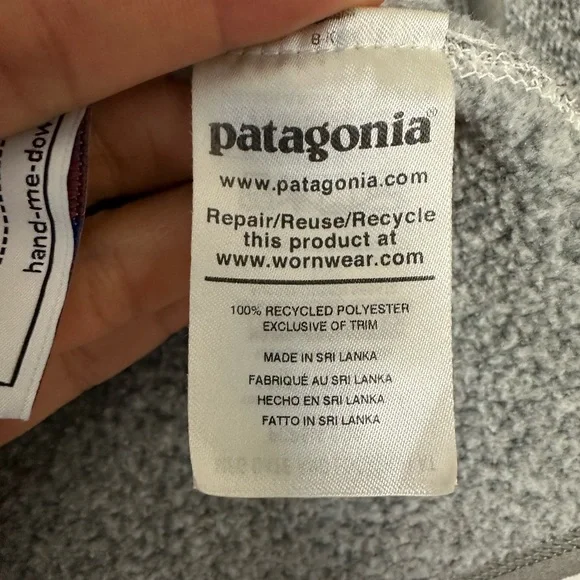 8-K
patagonia®
www.patagonia.com
Repair/Reuse/Recycle
this product at
www.wornwear.com.
100% RECYCLED POLYESTER
EXCLUSIVE OF TRIM
MADE IN SRI LANKA
FABRIQUÉ AU SRI LANKA
HECHO EN SRI LANKA
FATTO IN SRI LANKA
hand-me-dow